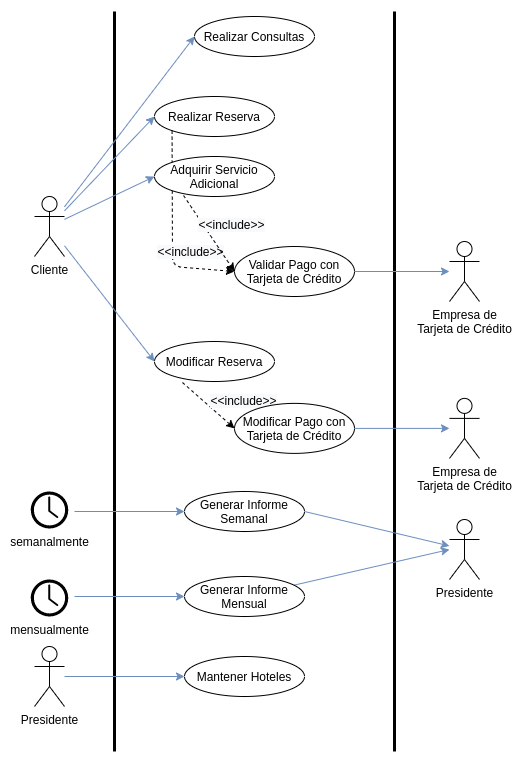 Realizar Consultas
Realizar Reserva
Adquirir Servicio
Adicional
<<include>>
<<include>>
Cliente
Validar Pago con
Tarjeta de Crédito
Empresa de
Tarjeta de Crédito
Modificar Reserva
<<include>>
Modificar Pago con
Tarjeta de Crédito
Empresa de
Tarjeta de Crédito
semanalmente
Generar Informe
Semanal
Presidente
mensualmente
Generar Informe
Mensual
Presidente
Mantener Hoteles